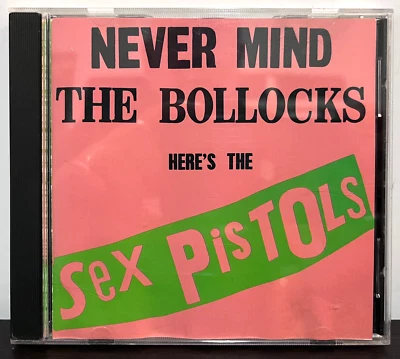 NEVER MIND
THE BOLLOCKS
HERE'S THE
Sex PisTOLs